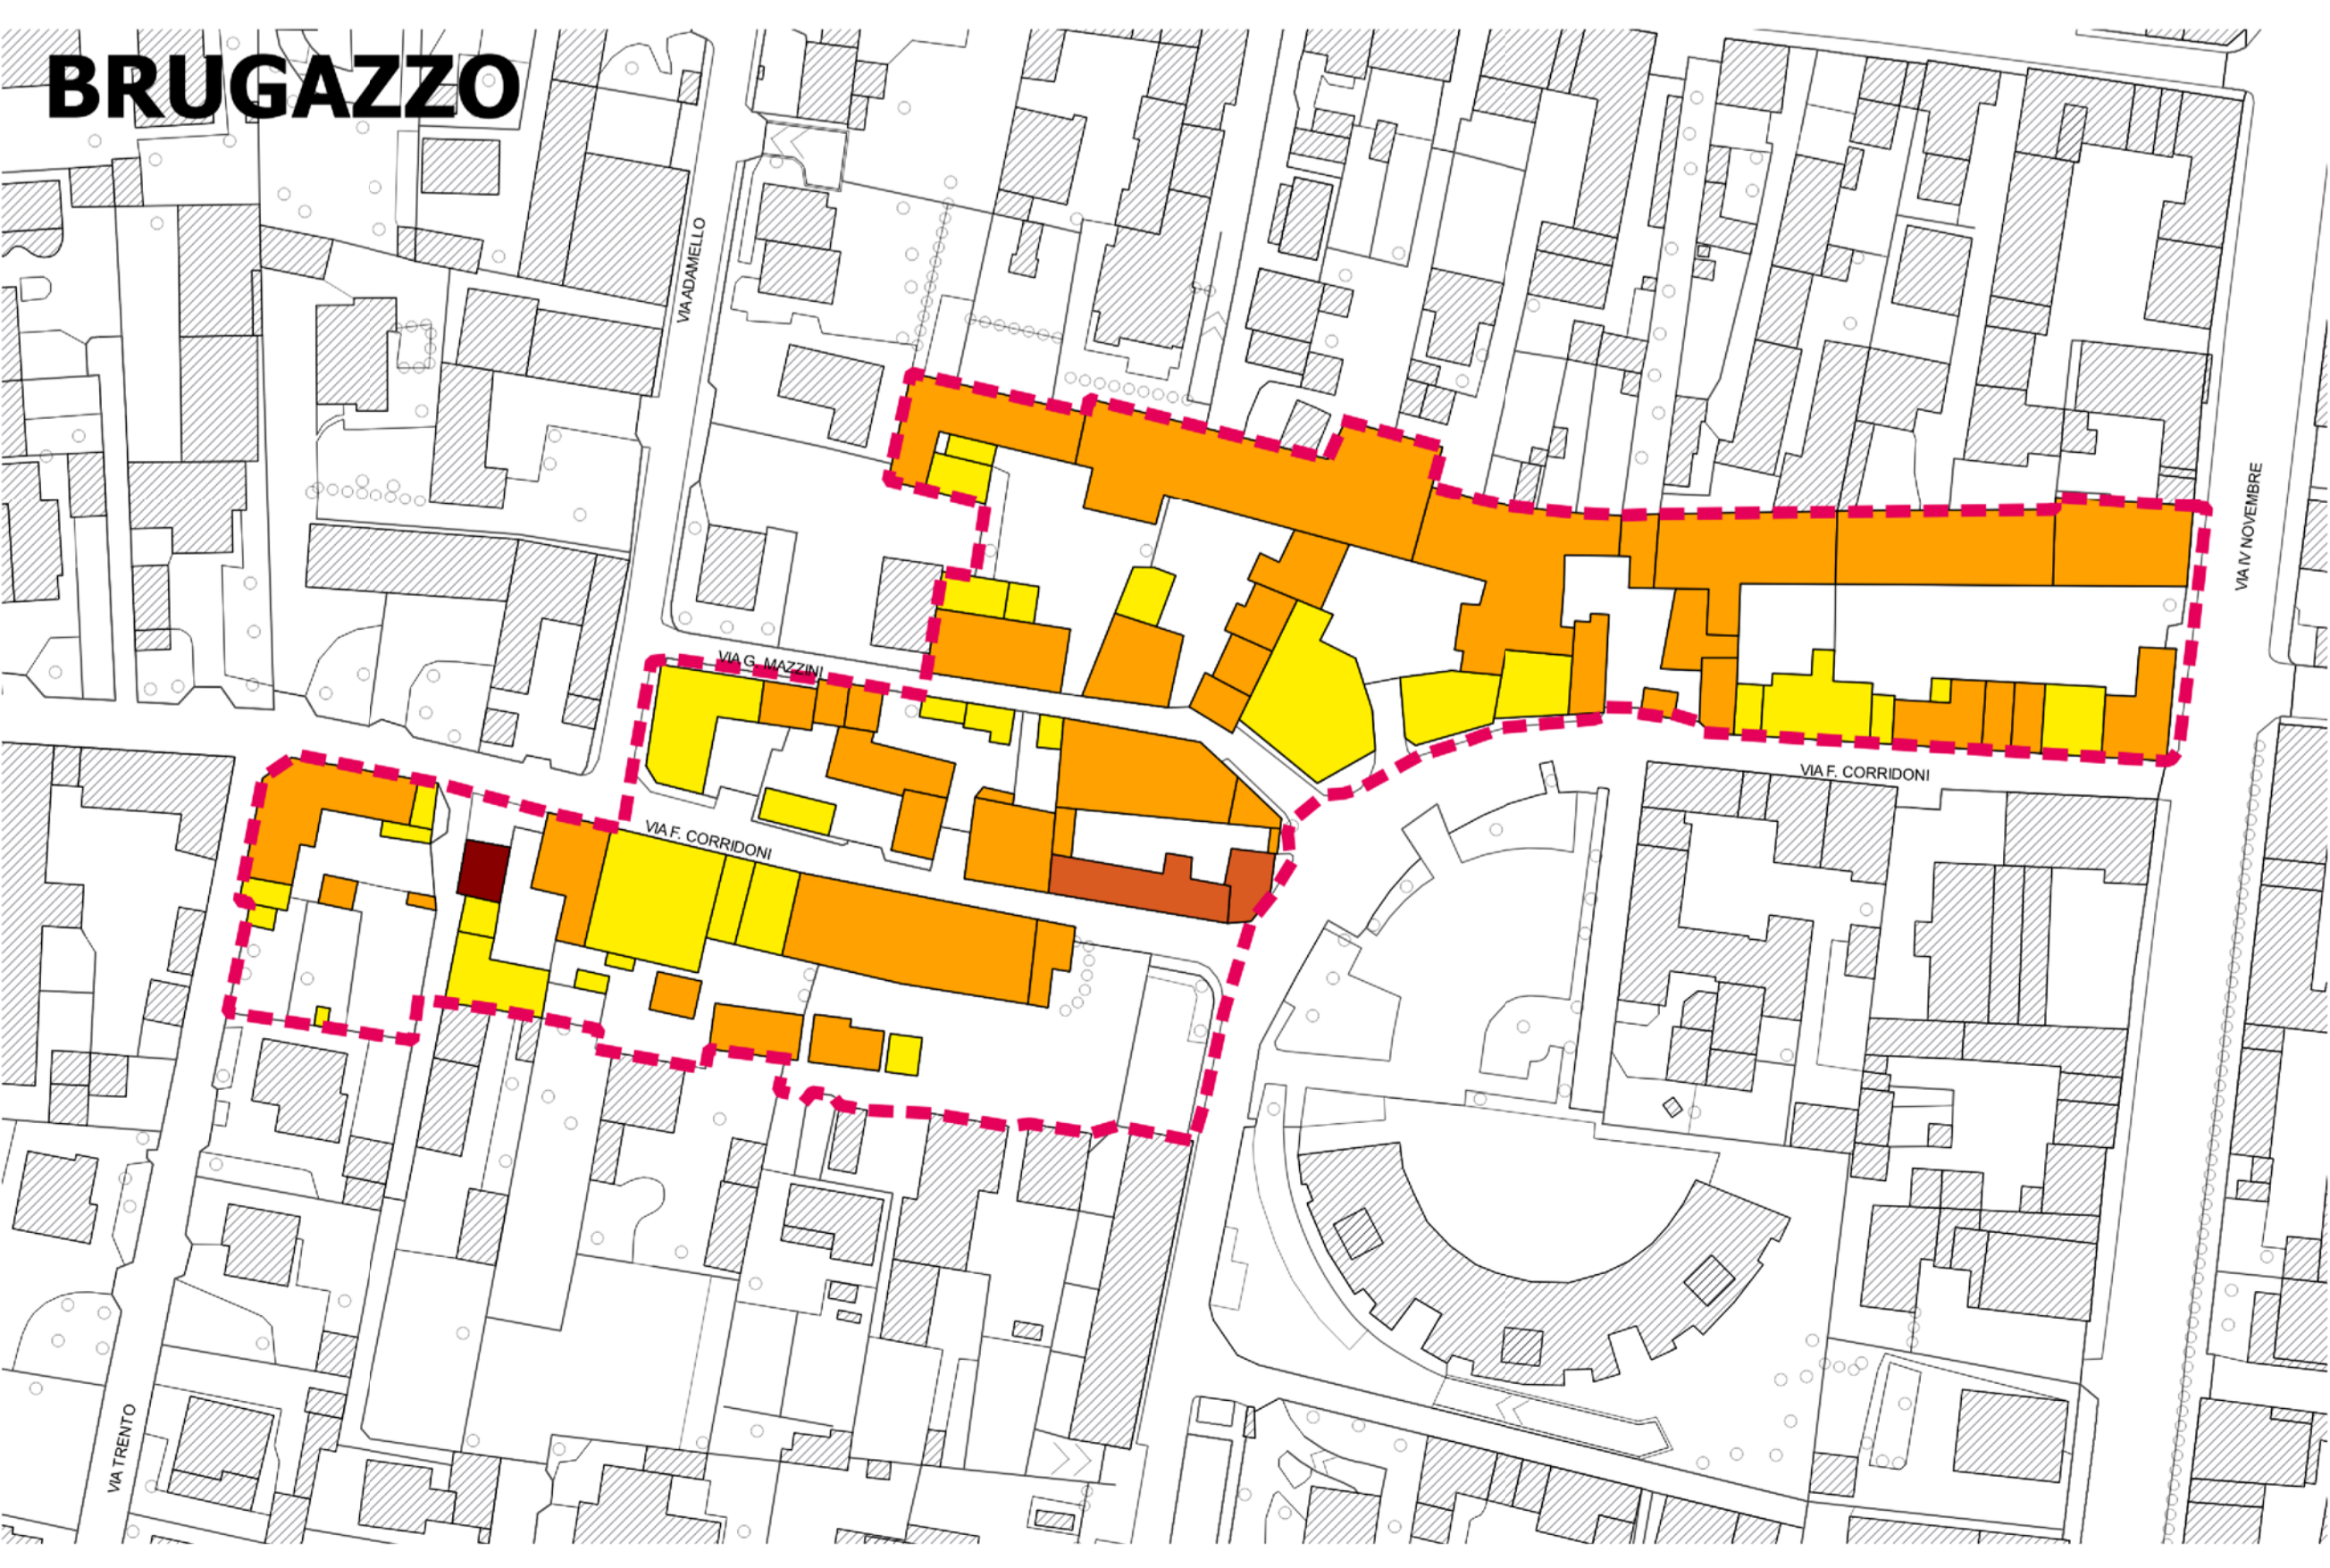 BRUGAZZO
VIA ADAMELLO
VIA IV NOVEMBRE
VIA G. MAZZINI
VIA F. CORRIDONI
VIA F. CORRIDONI
VIA TRENTO